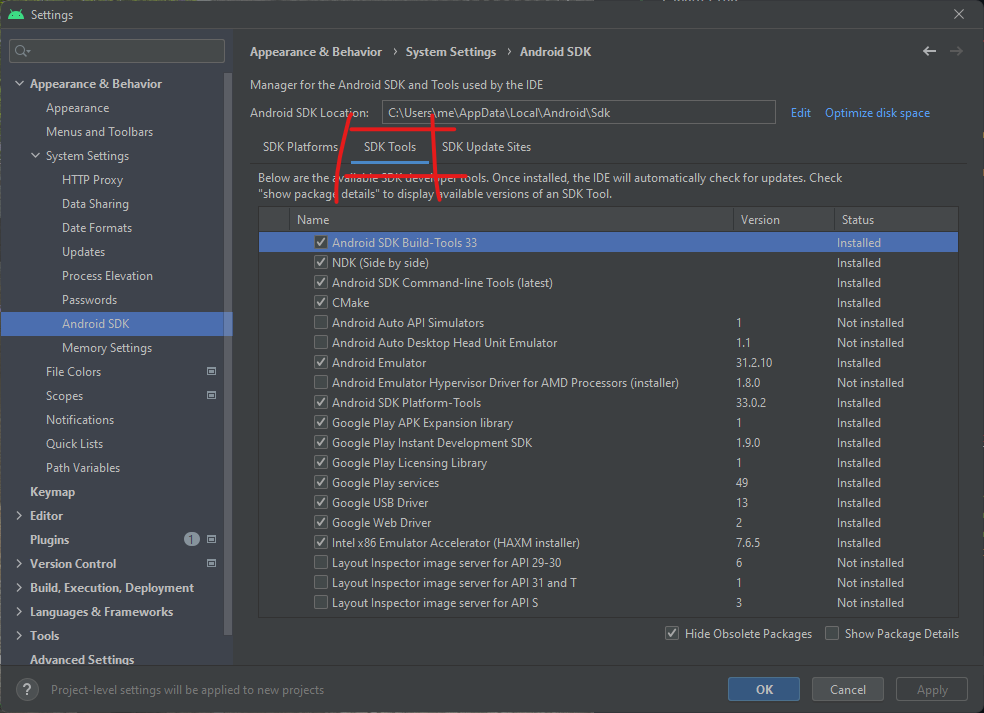 Settings
Appearance & Behavior › System Settings › Android SDK
Appearance & Behavior
Appearance
Menus and Toolbars
System Settings
HTTP Proxy
Data Sharing
Date Formats
Updates
Process Elevation
Passwords
Android SDK
Memory Settings
File Colors
Scopes
Notifications
Quick Lists
Path Variables
Keymap
Editor
Plugins 1
Version Control
Build, Execution, Deployment
Languages & Frameworks
Tools
Advanced Settings
Manager for the Android SDK and Tools used by the IDE
Android SDK Location: C:\Users\me\AppData\Local\Android\Sdk Edit Optimize disk space
SDK Platforms SDK Tools SDK Update Sites
Below are the available SDK developer tools. Once installed, the IDE will automatically check for updates. Check
"show package details" to display available versions of an SDK Tool.
Name Version Status
Android SDK Build-Tools 33 Installed
NDK (Side by side) Installed
Android SDK Command-line Tools (latest) Installed
CMake Installed
Android Auto API Simulators 1 Not installed
Android Auto Desktop Head Unit Emulator 1.1 Not installed
Android Emulator 31.2.10 Installed
Android Emulator Hypervisor Driver for AMD Processors (installer) 1.8.0 Not installed
Android SDK Platform-Tools 33.0.2 Installed
Google Play APK Expansion library 1 Installed
Google Play Instant Development SDK 1.9.0 Installed
Google Play Licensing Library 1 Installed
Google Play services 49 Installed
Google USB Driver 13 Installed
Google Web Driver 2 Installed
Intel x86 Emulator Accelerator (HAXM installer) 7.6.5 Installed
Layout Inspector image server for API 29-30 6 Not installed
Layout Inspector image server for API 31 and T 1 Not installed
Layout Inspector image server for API S 3 Not installed
Hide Obsolete Packages Show Package Details
? Project-level settings will be applied to new projects
OK Cancel Apply